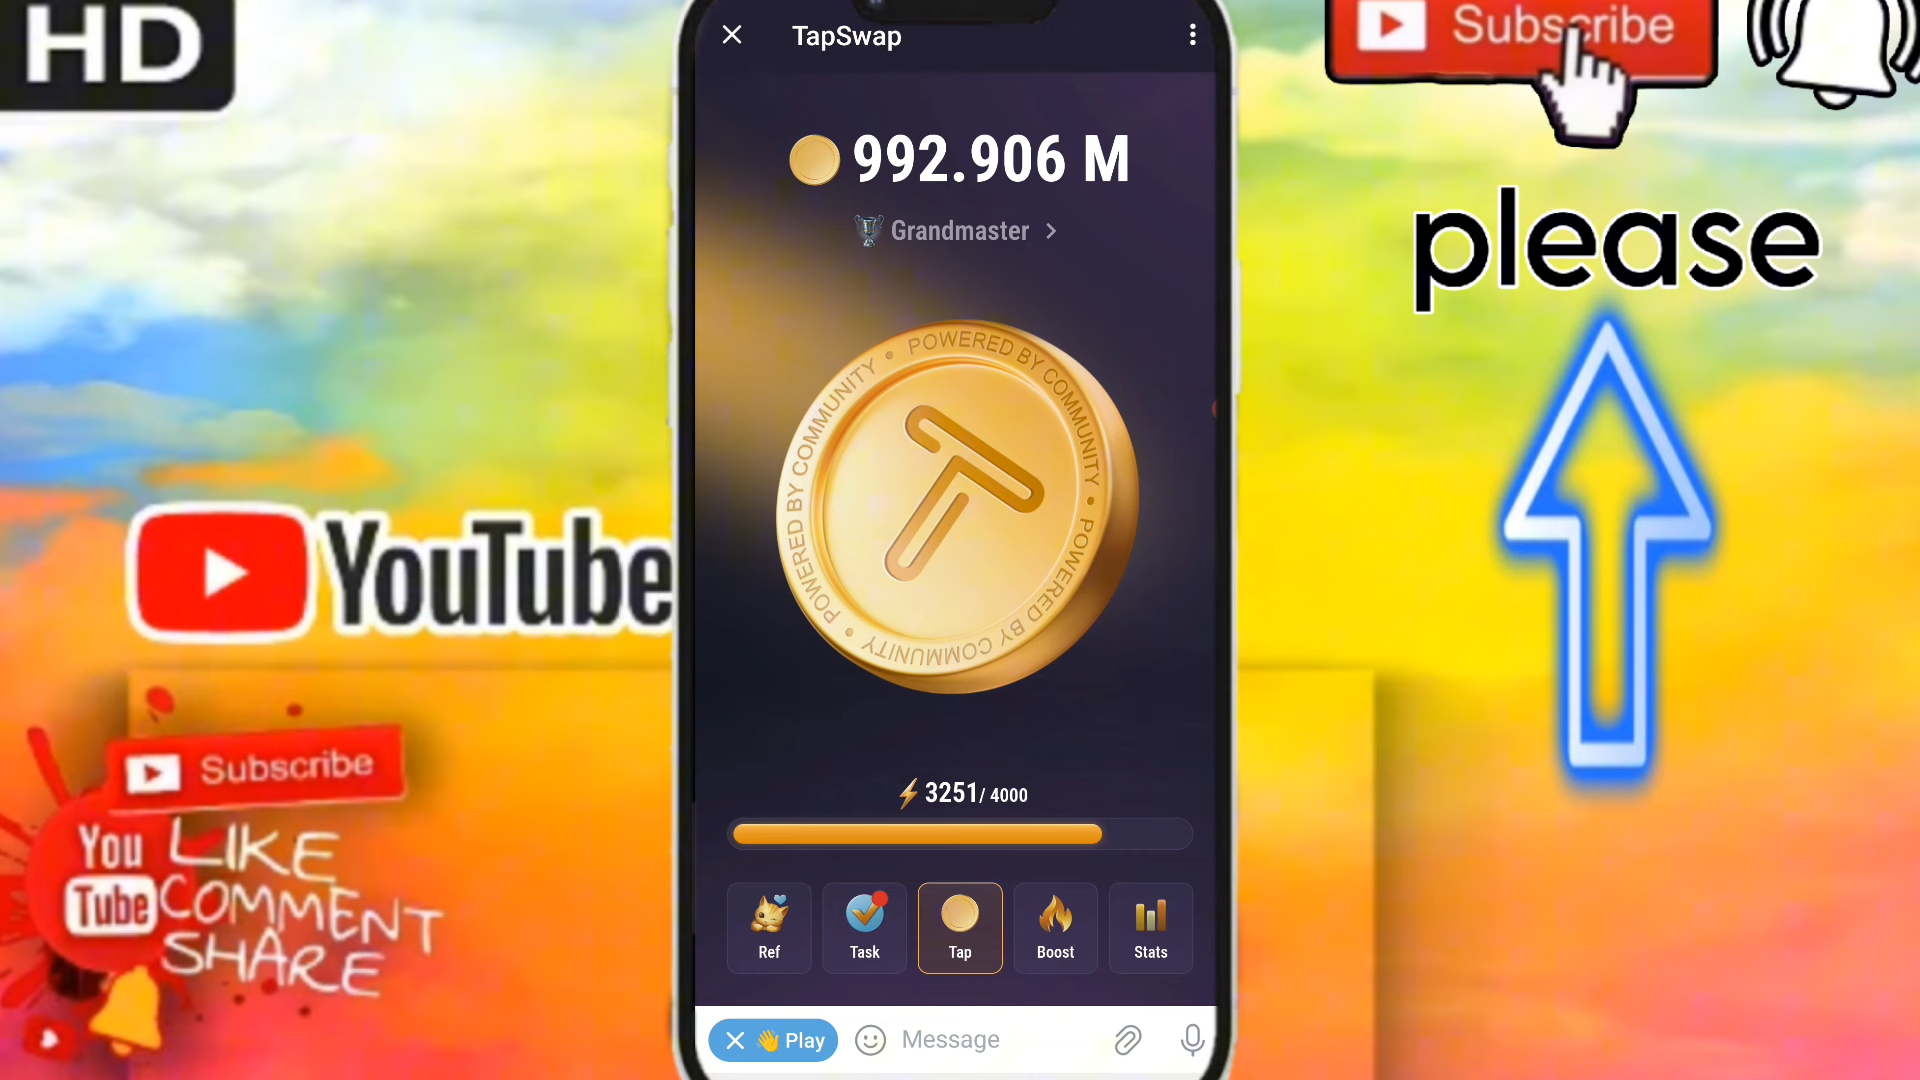 HD
TapSwap
Subscribe
992.906 M
Grandmaster
please
POWERED BY COMMUNITY • POWERED BY COMMUNITY • POWERED BY COMMUNITY •
YouTube
Subscribe
You
Tube
LIKE
COMMENT
SHARE
3251/ 4000
Ref
Task
Tap
Boost
Stats
👋 Play
Message